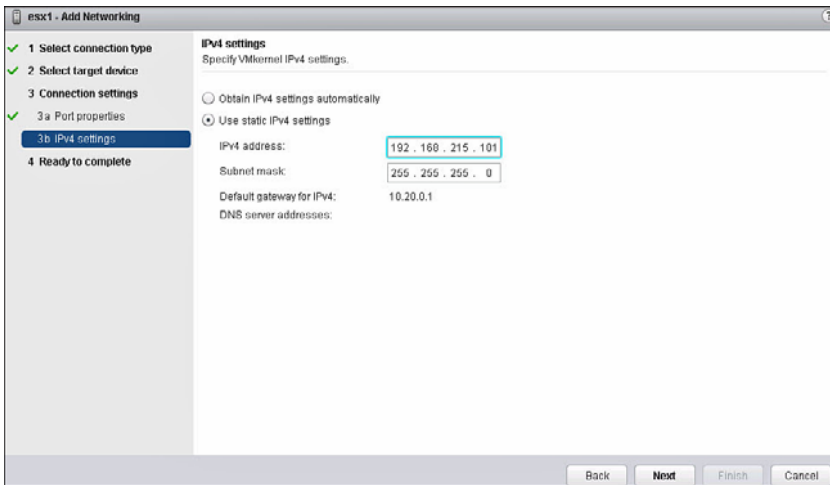 esx1 - Add Networking
1 Select connection type
2 Select target device
3 Connection settings
3a Port properties
3b IPv4 settings
4 Ready to complete
IPv4 settings
Specify VMkernel IPv4 settings.
Obtain IPv4 settings automatically
Use static IPv4 settings
IPv4 address: 192 . 168 . 215 . 101
Subnet mask: 255 . 255 . 255 . 0
Default gateway for IPv4: 10.20.0.1
DNS server addresses:
Back Next Finish Cancel